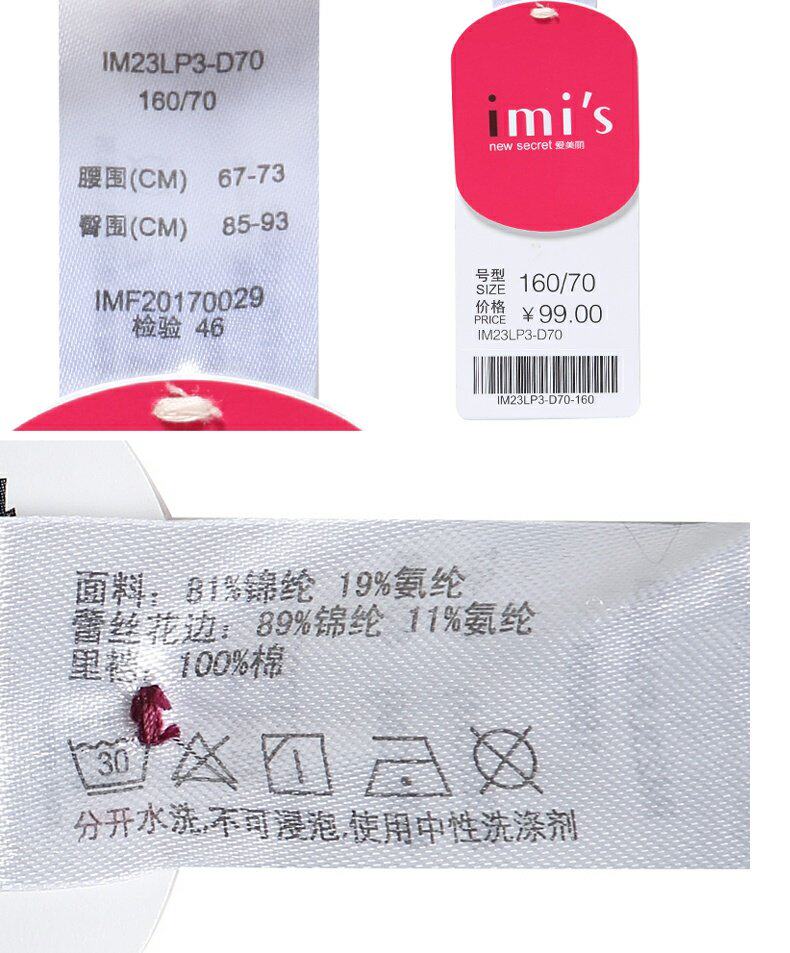 IM23LP3-D70
160/70
腰围(CM) 67-73
臀围(CM) 85-93
IMF20170029
检验 46
imi's
new secret 爱美丽
号型 SIZE 160/70
价格 PRICE ¥99.00
IM23LP3-D70
IM23LP3-D70-160
面料: 81%锦纶 19%氨纶
蕾丝花边: 89%锦纶 11%氨纶
里裆: 100%棉
30
分开水洗,不可浸泡,使用中性洗涤剂